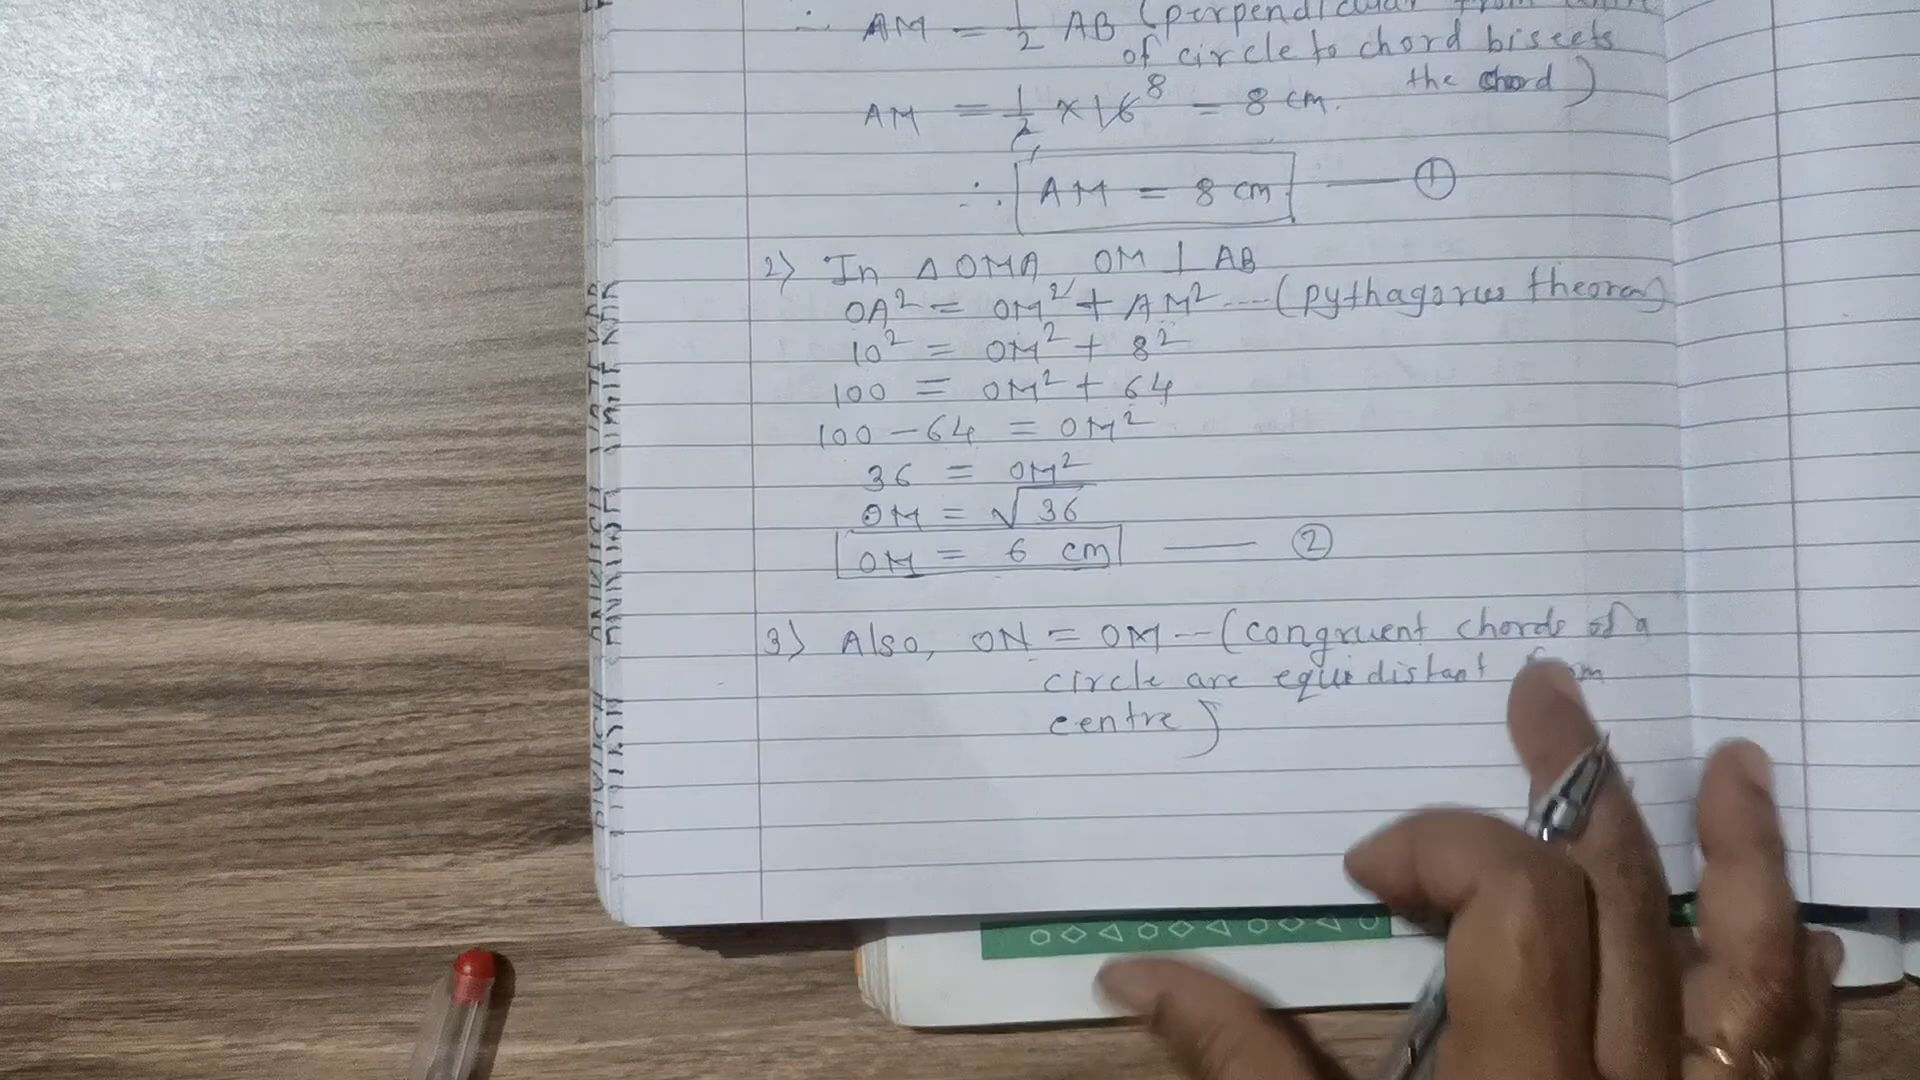 ∴ AM = 1/2 AB (perpendicular from
of circle to chord bisects
the chord)
AM = 1/2 × 16 8 = 8 cm.
∴ AM = 8 cm — ①
2) In △ OMA, OM ⊥ AB
OA² = OM² + AM² --- (pythagorus theorem)
10² = OM² + 8²
100 = OM² + 64
100 - 64 = OM²
36 = OM²
OM = √36
OM = 6 cm — ②
3) Also, ON = OM -- (congruent chords of a
circle are equidistant from
centre)